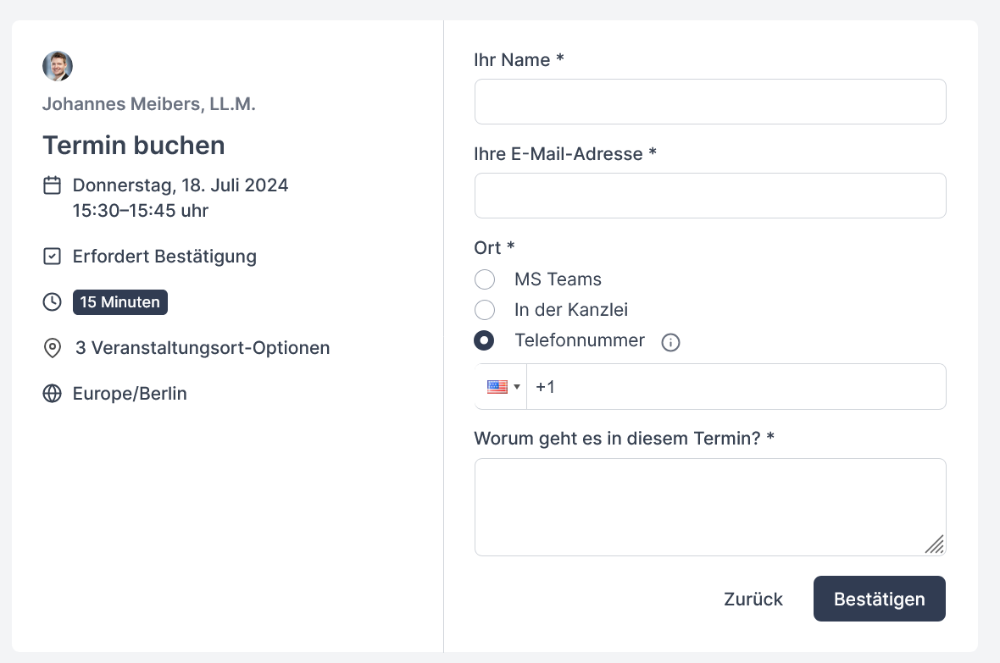 Johannes Meibers, LL.M.
Termin buchen
Donnerstag, 18. Juli 2024
15:30–15:45 uhr
Erfordert Bestätigung
15 Minuten
3 Veranstaltungsort-Optionen
Europe/Berlin
Ihr Name *
Ihre E-Mail-Adresse *
Ort *
MS Teams
In der Kanzlei
Telefonnummer
+1
Worum geht es in diesem Termin? *
Zurück
Bestätigen